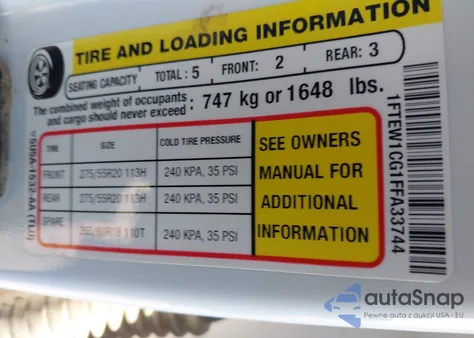 TIRE AND LOADING INFORMATION
SEATING CAPACITY TOTAL: 5 FRONT: 2 REAR: 3
The combined weight of occupants and cargo should never exceed: 747 kg or 1648 lbs.
TIRE SIZE COLD TIRE PRESSURE
FRONT 275/55R20 113H 240 KPA, 35 PSI
REAR 275/55R20 113H 240 KPA, 35 PSI
SPARE 110T 240 KPA, 35 PSI
SEE OWNERS
MANUAL FOR
ADDITIONAL
INFORMATION
1FTEW1CG1FFA33744
autaSnap
Pewne auta z aukcji USA i EU